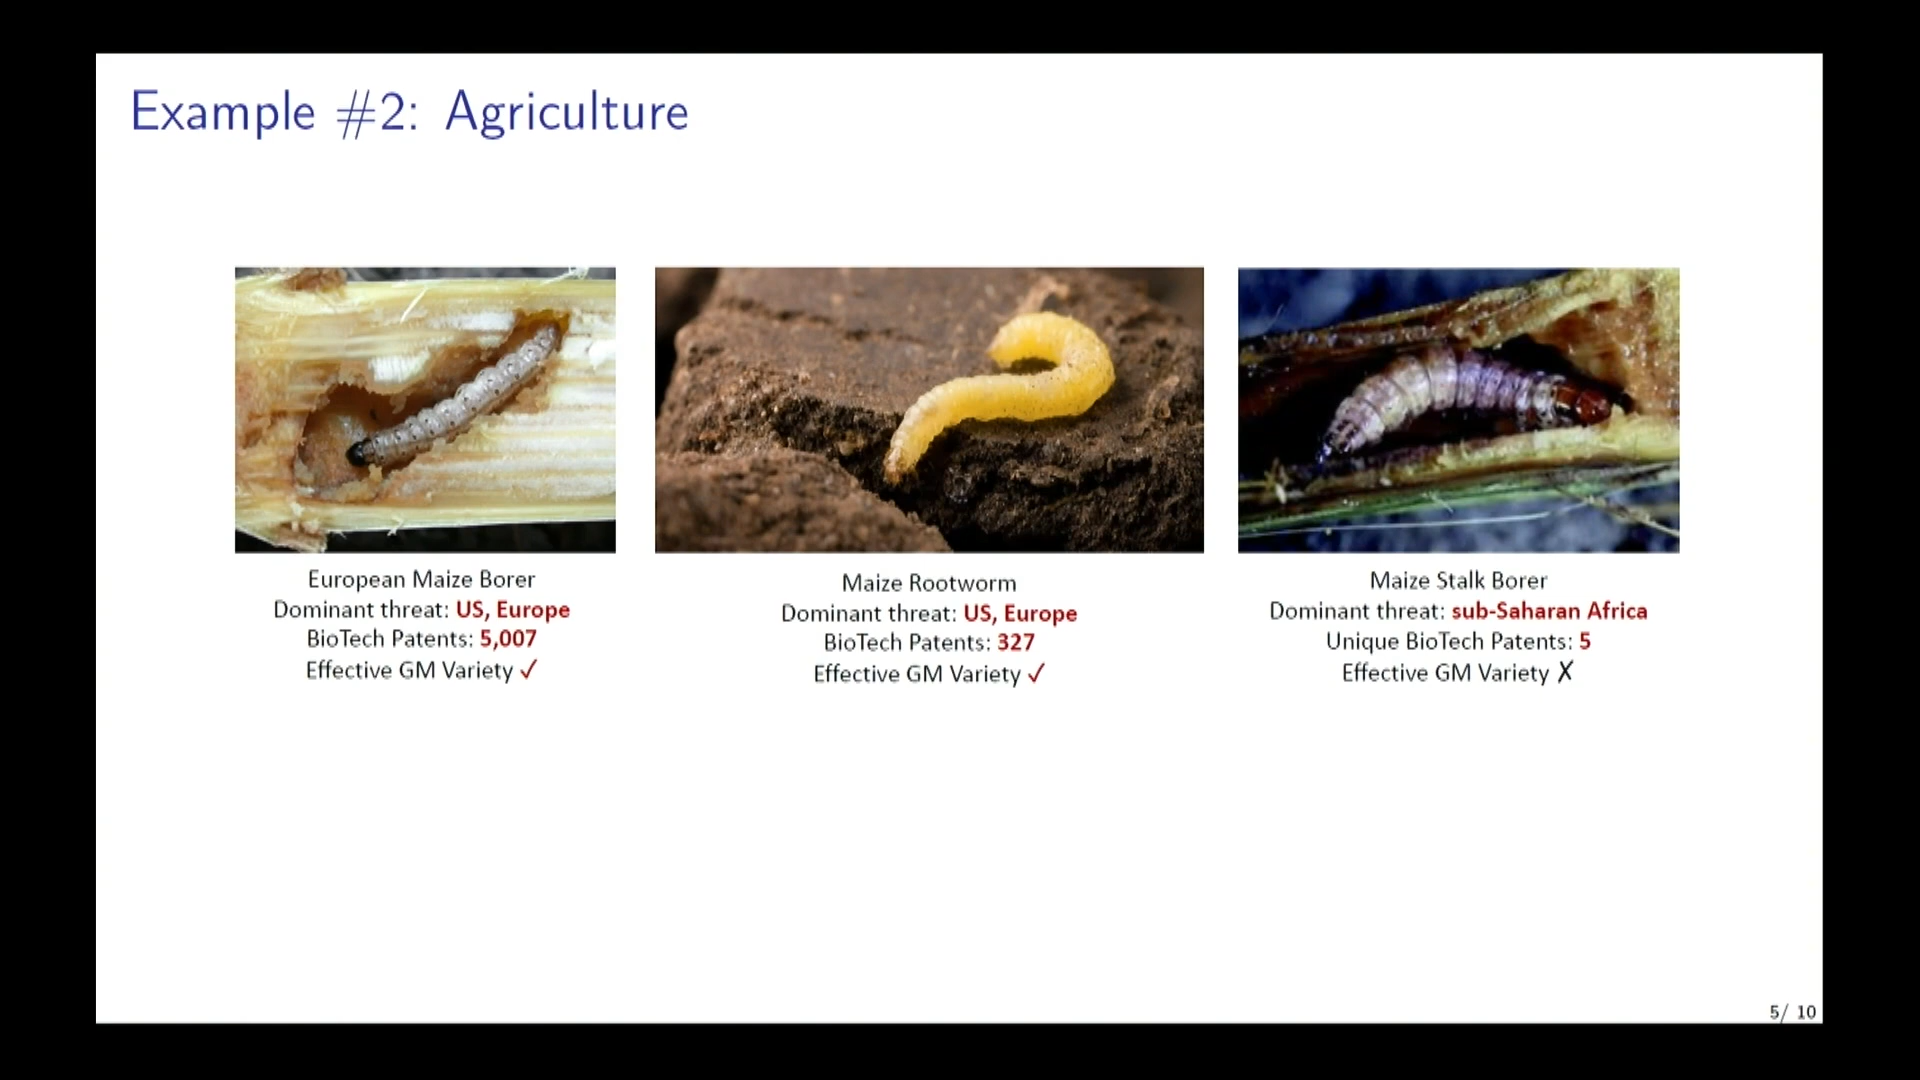 Example #2: Agriculture
European Maize Borer
Dominant threat: US, Europe
BioTech Patents: 5,007
Effective GM Variety ✓
Maize Rootworm
Dominant threat: US, Europe
BioTech Patents: 327
Effective GM Variety ✓
Maize Stalk Borer
Dominant threat: sub-Saharan Africa
Unique BioTech Patents: 5
Effective GM Variety ✗
5/ 10